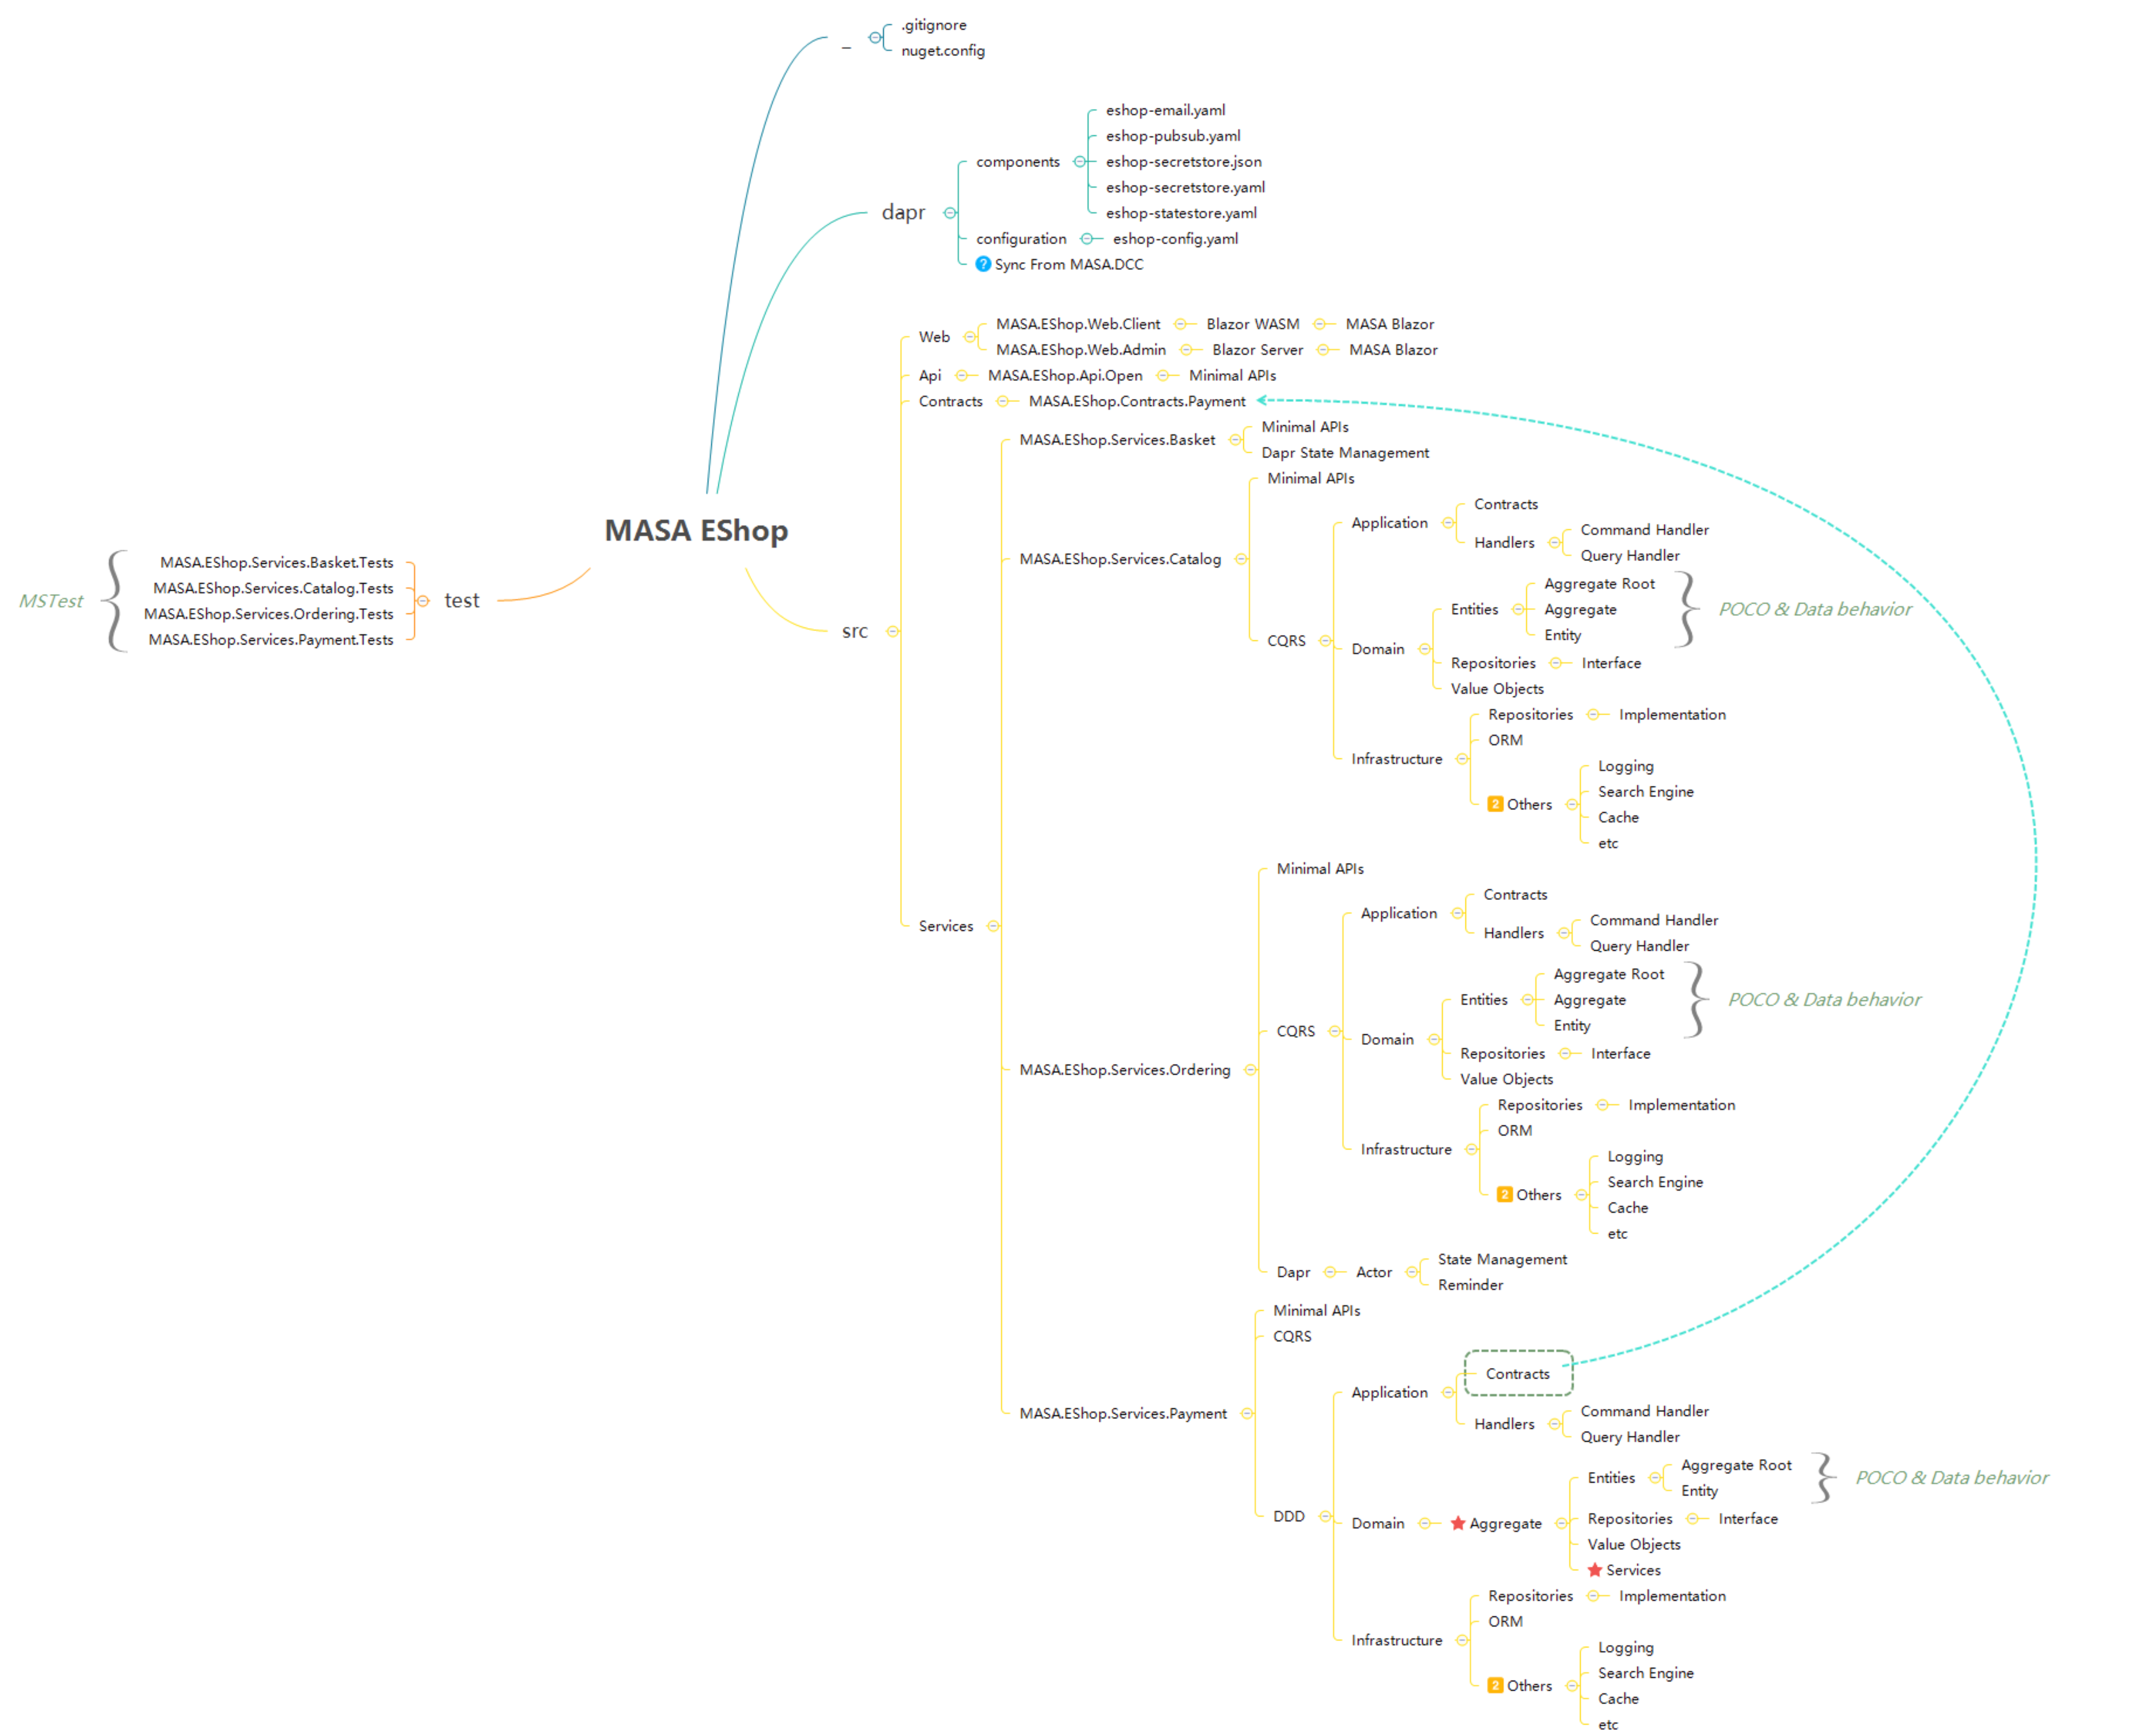 _
.gitignore
nuget.config
dapr
components
eshop-email.yaml
eshop-pubsub.yaml
eshop-secretstore.json
eshop-secretstore.yaml
eshop-statestore.yaml
configuration
eshop-config.yaml
? Sync From MASA.DCC
MASA EShop
test
MASA.EShop.Services.Basket.Tests
MASA.EShop.Services.Catalog.Tests
MASA.EShop.Services.Ordering.Tests
MASA.EShop.Services.Payment.Tests
MSTest
src
Web
MASA.EShop.Web.Client
Blazor WASM
MASA Blazor
MASA.EShop.Web.Admin
Blazor Server
MASA Blazor
Api
MASA.EShop.Api.Open
Minimal APIs
Contracts
MASA.EShop.Contracts.Payment
Services
MASA.EShop.Services.Basket
Minimal APIs
Dapr State Management
MASA.EShop.Services.Catalog
Minimal APIs
CQRS
Application
Contracts
Handlers
Command Handler
Query Handler
Domain
Entities
Aggregate Root
Aggregate
Entity
POCO & Data behavior
Repositories
Interface
Value Objects
Infrastructure
Repositories
Implementation
ORM
2 Others
Logging
Search Engine
Cache
etc
MASA.EShop.Services.Ordering
Minimal APIs
CQRS
Application
Contracts
Handlers
Command Handler
Query Handler
Domain
Entities
Aggregate Root
Aggregate
Entity
POCO & Data behavior
Repositories
Interface
Value Objects
Infrastructure
Repositories
Implementation
ORM
2 Others
Logging
Search Engine
Cache
etc
Dapr
Actor
State Management
Reminder
MASA.EShop.Services.Payment
Minimal APIs
CQRS
DDD
Application
Contracts
Handlers
Command Handler
Query Handler
Domain
Aggregate
Entities
Aggregate Root
Entity
POCO & Data behavior
Repositories
Interface
Value Objects
Services
Infrastructure
Repositories
Implementation
ORM
2 Others
Logging
Search Engine
Cache
etc